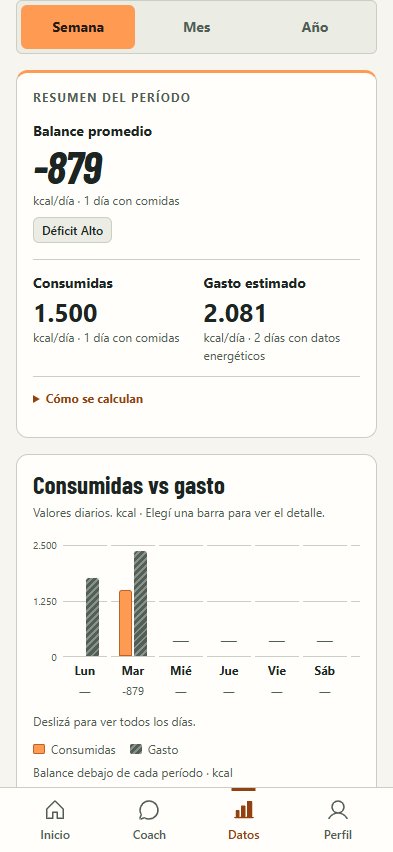 Semana Mes Año
RESUMEN DEL PERÍODO
Balance promedio
-879
kcal/día · 1 día con comidas
Déficit Alto
Consumidas
1.500
kcal/día · 1 día con comidas
Gasto estimado
2.081
kcal/día · 2 días con datos
energéticos
▶ Cómo se calculan
Consumidas vs gasto
Valores diarios. kcal · Elegí una barra para ver el detalle.
2.500
1.250
0
Lun Mar Mié Jue Vie Sáb
— -879 — — — —
Deslizá para ver todos los días.
Consumidas Gasto
Balance debajo de cada período · kcal
Inicio Coach Datos Perfil